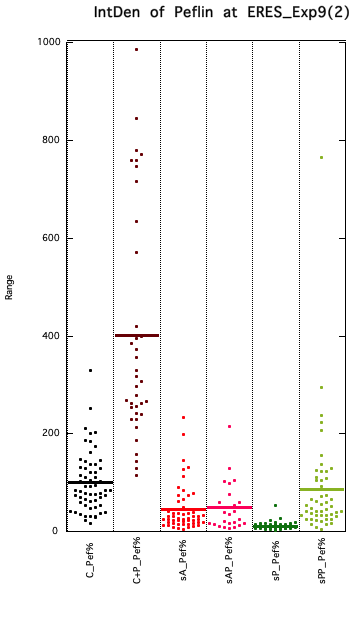 IntDen of Peflin at ERES_Exp9(2)
1000
800
600
400
200
0
Range
C_Pef%
C+P_Pef%
sA_Pef%
sAP_Pef%
sP_Pef%
sPP_Pef%